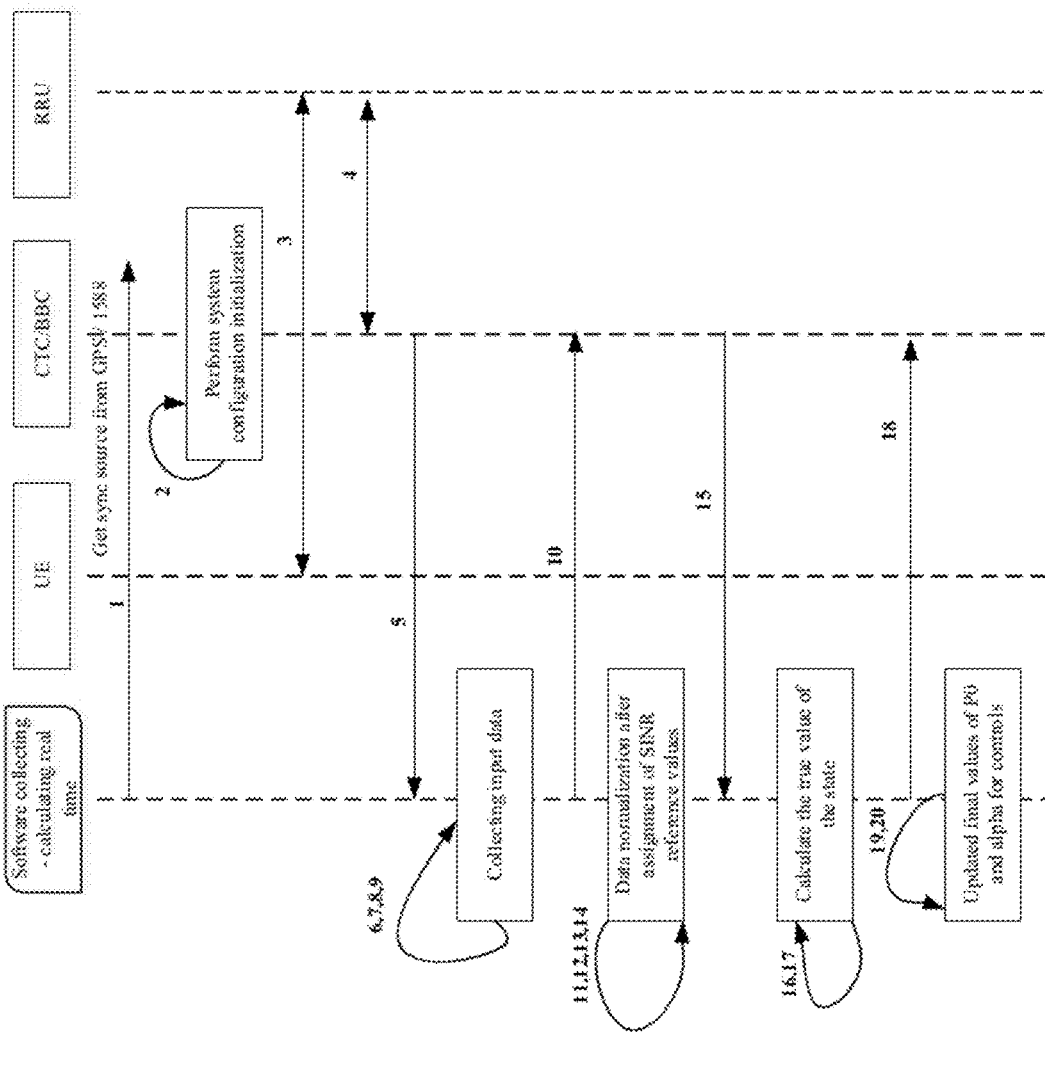 Software collecting
- calculating real
time
UE
CTC/BBC
RRU
1
Get sync source from GPS/ 1588
2
Perform system
configuration initialization
3
4
5
6,7,8,9
Collecting input data
10
11,12,13,14
Data normalization after
assignment of SINR
reference values
15
16,17
Calculate the true value of
the state
18
19,20
Updated final values of P0
and alpha for controls